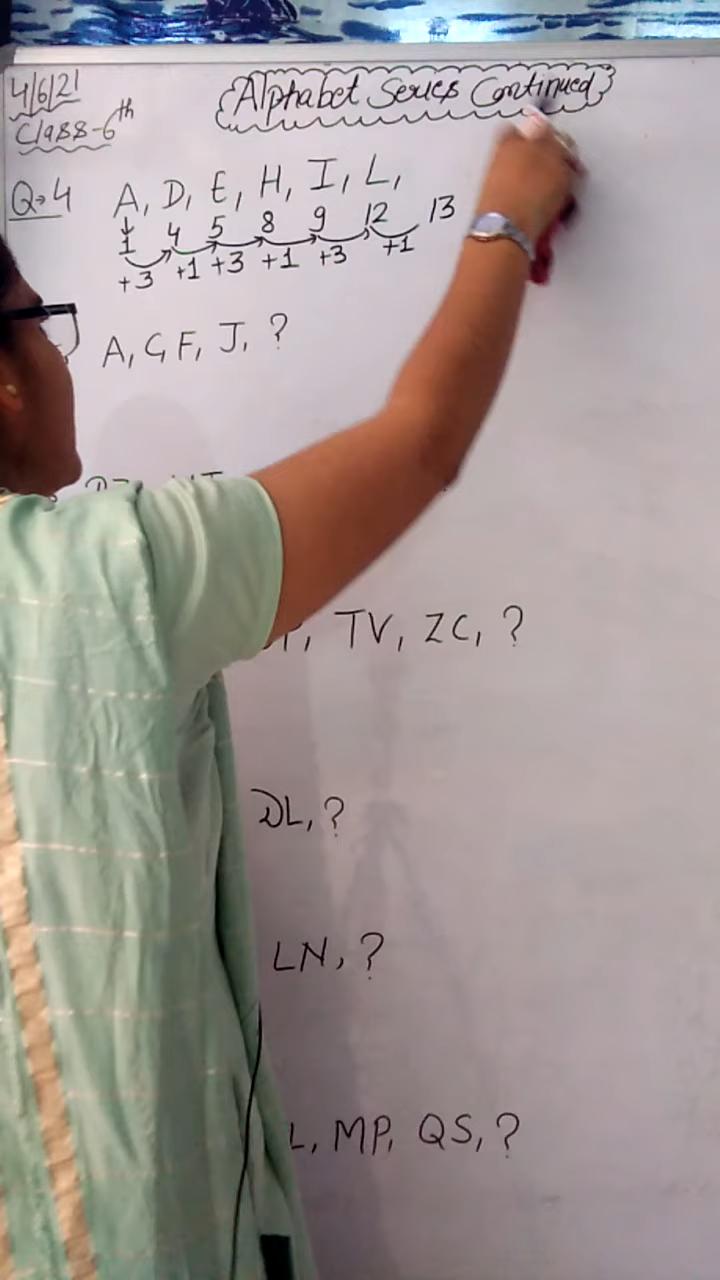 4/6/21
Alphabet Series Continued
Class-6th
Q→4 A, D, E, H, I, L,
1 4 5 8 9 12 13
+3 +1 +3 +1 +3 +1
A, C, F, J, ?
TV, ZC, ?
DL, ?
LN, ?
L, MP, QS, ?